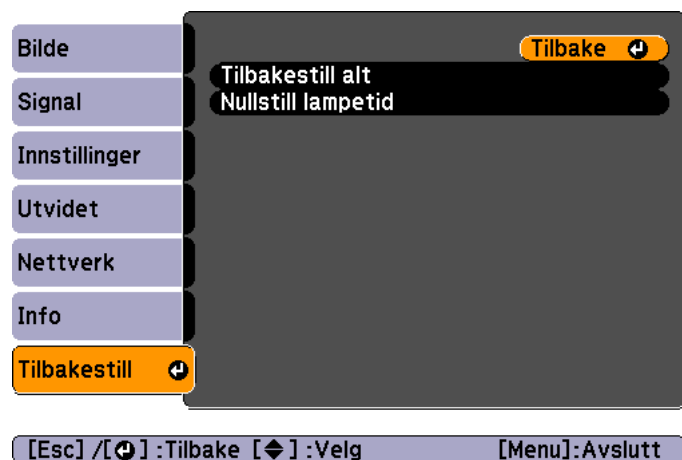 Bilde
Signal
Innstillinger
Utvidet
Nettverk
Info
Tilbakestill
Tilbake
Tilbakestill alt
Nullstill lampetid
[Esc] /[⏎] :Tilbake [◆] :Velg [Menu]:Avslutt